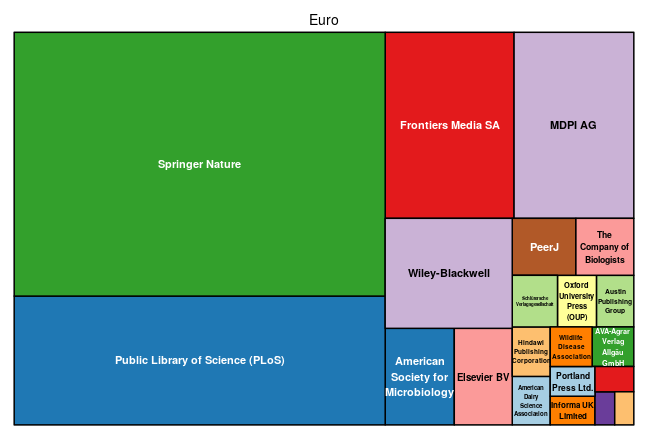 Euro
Springer Nature
Public Library of Science (PLoS)
Frontiers Media SA
MDPI AG
Wiley-Blackwell
American
Society for
Microbiology
Elsevier BV
PeerJ
The
Company of
Biologists
Schlütersche
Verlagsgesellschaft
Oxford
University
Press
(OUP)
Austin
Publishing
Group
Hindawi
Publishing
Corporation
Wildlife
Disease
Association
AVA-Agrar
Verlag
Allgäu
GmbH
American
Dairy
Science
Association
Portland
Press Ltd.
Informa UK
Limited